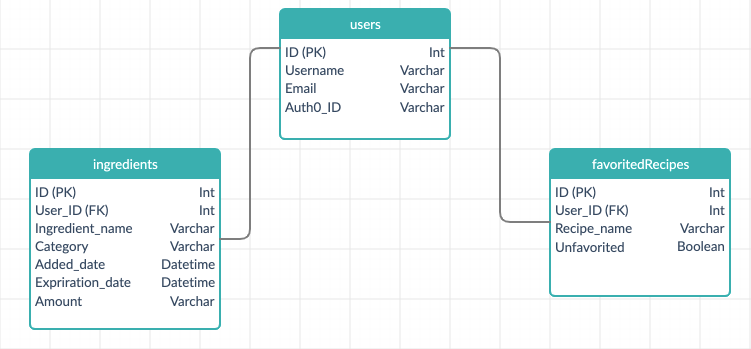 users
ID (PK) Int
Username Varchar
Email Varchar
Auth0_ID Varchar
ingredients
ID (PK) Int
User_ID (FK) Int
Ingredient_name Varchar
Category Varchar
Added_date Datetime
Expriration_date Datetime
Amount Varchar
favoritedRecipes
ID (PK) Int
User_ID (FK) Int
Recipe_name Varchar
Unfavorited Boolean